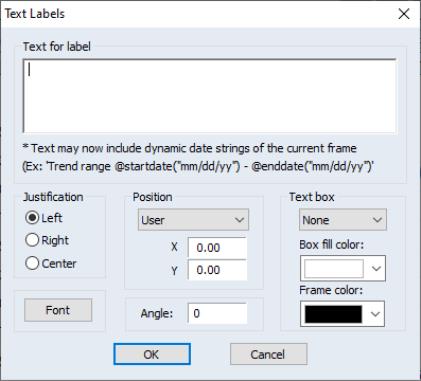 Text Labels
Text for label
* Text may now include dynamic date strings of the current frame
(Ex: 'Trend range @startdate("mm/dd/yy") - @enddate("mm/dd/yy")'
Justification
Left
Right
Center
Font
Position
User
X 0.00
Y 0.00
Angle: 0
Text box
None
Box fill color:
Frame color:
OK
Cancel